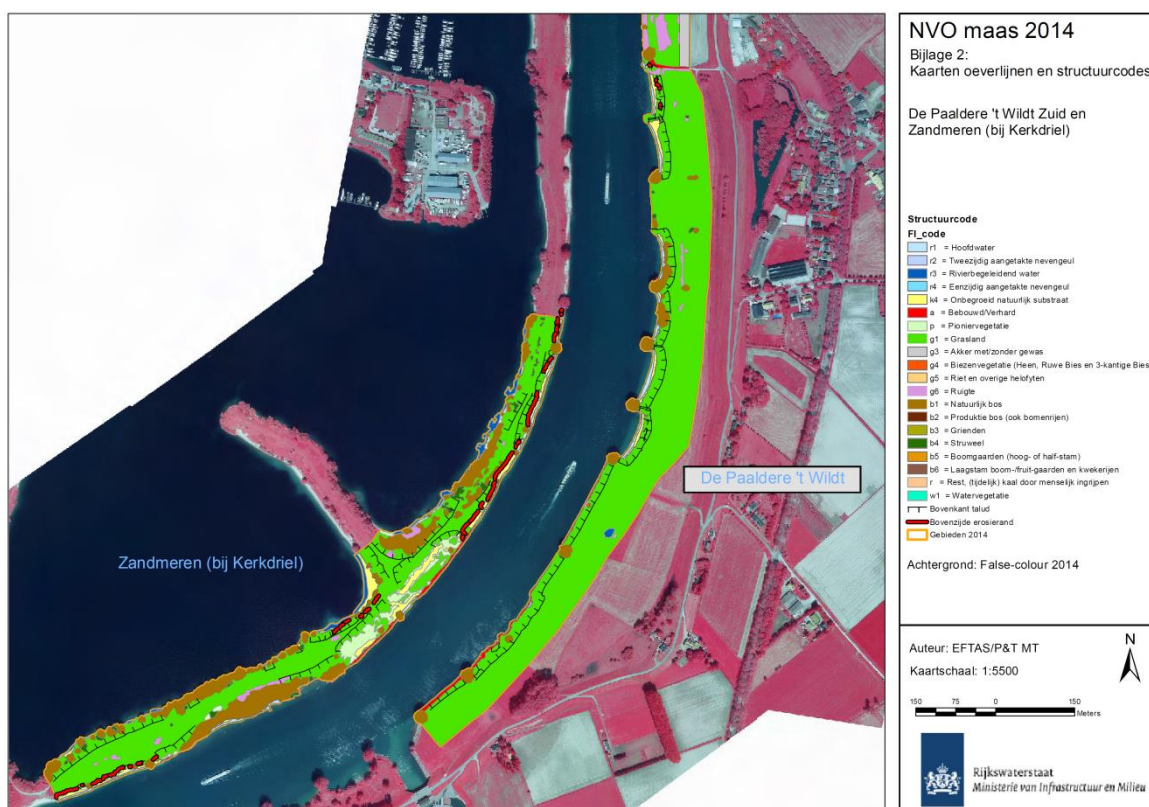 NVO maas 2014
Bijlage 2:
Kaarten oeverlijnen en structuurcodes
De Paaldere 't Wildt Zuid en
Zandmeren (bij Kerkdriel)
Structuurcode
Fl_code
r1 = Hoofdwater
r2 = Tweezijdig aangetakte nevengeul
r3 = Rivierbegeleidend water
r4 = Eenzijdig aangetakte nevengeul
k4 = Onbegroeid natuurlijk substraat
a = Bebouwd/Verhard
p = Pioniervegetatie
g1 = Grasland
g3 = Akker met/zonder gewas
g4 = Biezenvegetatie (Heen, Ruwe Bies en 3-kantige Bies
g5 = Riet en overige helofyten
g6 = Ruigte
b1 = Natuurlijk bos
b2 = Produktie bos (ook bomenrijen)
b3 = Grienden
b4 = Struweel
b5 = Boomgaarden (hoog- of half-stam)
b6 = Laagstam boom-/fruit-gaarden en kwekerijen
r = Rest, (tijdelijk) kaal door menselijk ingrijpen
w1 = Watervegetatie
Bovenkant talud
Bovenzijde erosierand
Gebieden 2014
Achtergrond: False-colour 2014
De Paaldere 't Wildt
Zandmeren (bij Kerkdriel)
Auteur: EFTAS/P&T MT
Kaartschaal: 1:5500
N
150 75 0 150
Meters
Rijkswaterstaat
Ministerie van Infrastructuur en Milieu